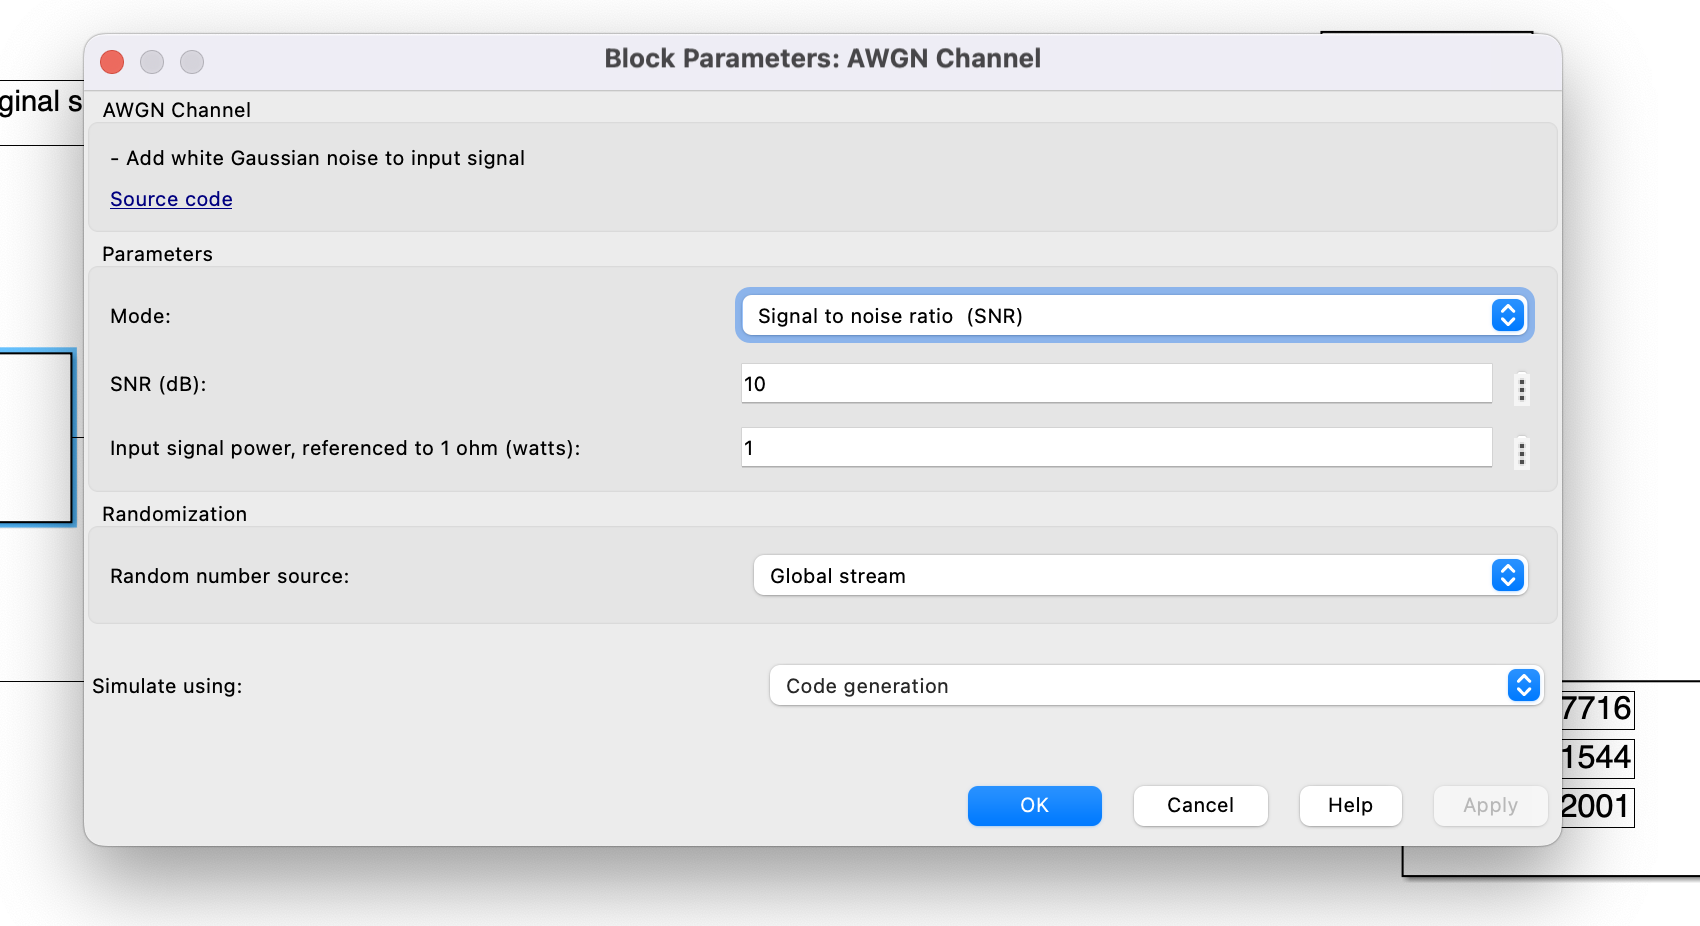 Block Parameters: AWGN Channel
ginal s
AWGN Channel
- Add white Gaussian noise to input signal
Source code
Parameters
Mode:
Signal to noise ratio  (SNR)
SNR (dB):
10
Input signal power, referenced to 1 ohm (watts):
1
Randomization
Random number source:
Global stream
Simulate using:
Code generation
7716
1544
2001
OK
Cancel
Help
Apply